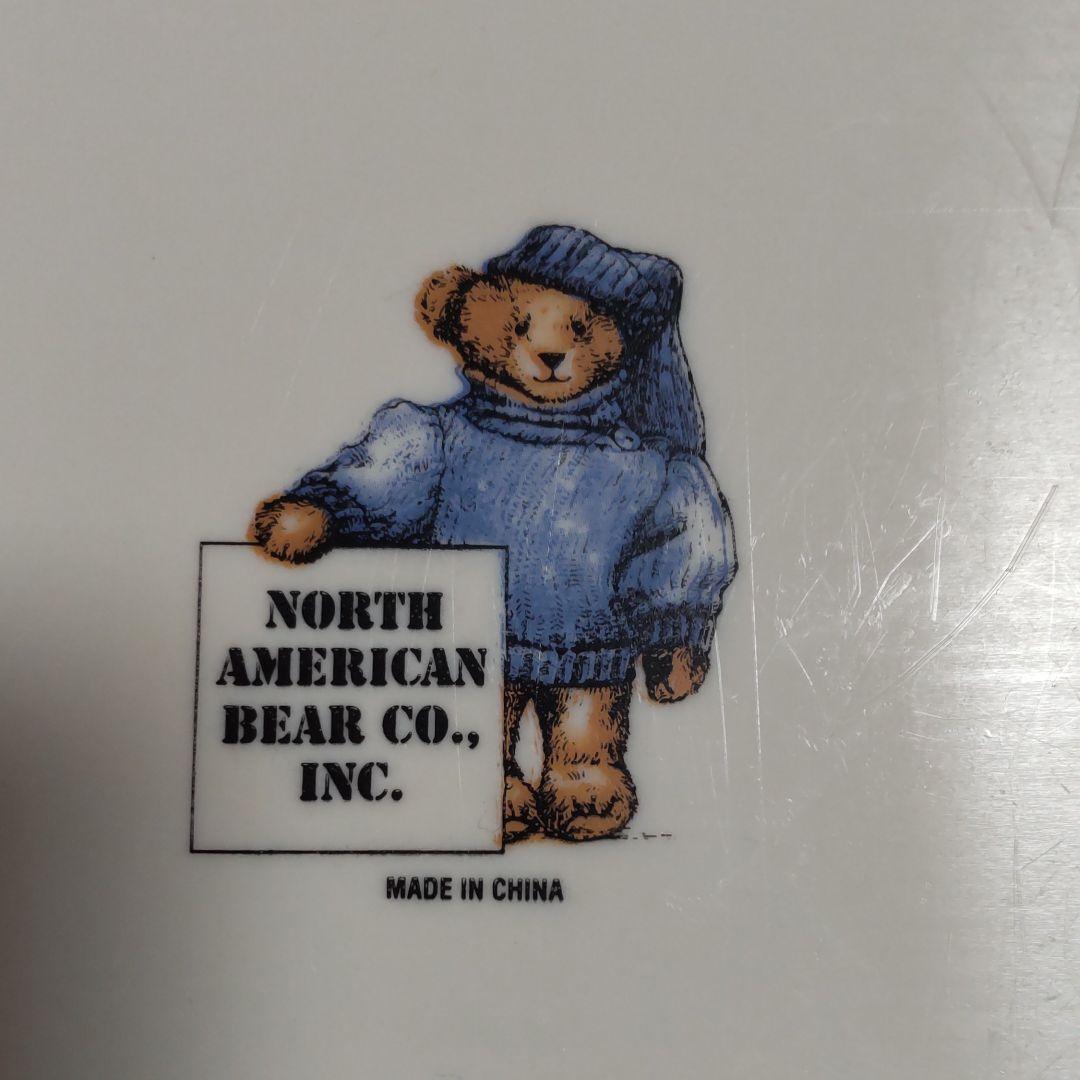 NORTH
AMERICAN
BEAR CO.,
INC.
MADE IN CHINA